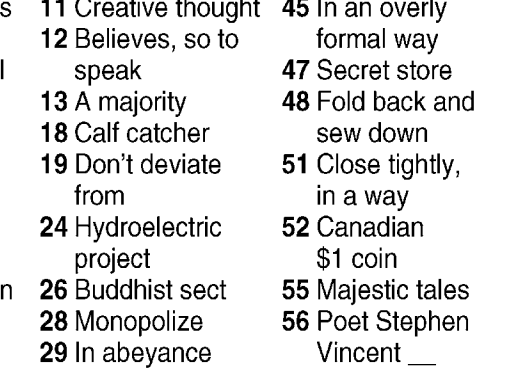 s
l
n
11 Creative thought
12 Believes, so to
speak
13 A majority
18 Calf catcher
19 Don't deviate
from
24 Hydroelectric
project
26 Buddhist sect
28 Monopolize
29 In abeyance
45 In an overly
formal way
47 Secret store
48 Fold back and
sew down
51 Close tightly,
in a way
52 Canadian
$1 coin
55 Majestic tales
56 Poet Stephen
Vincent __